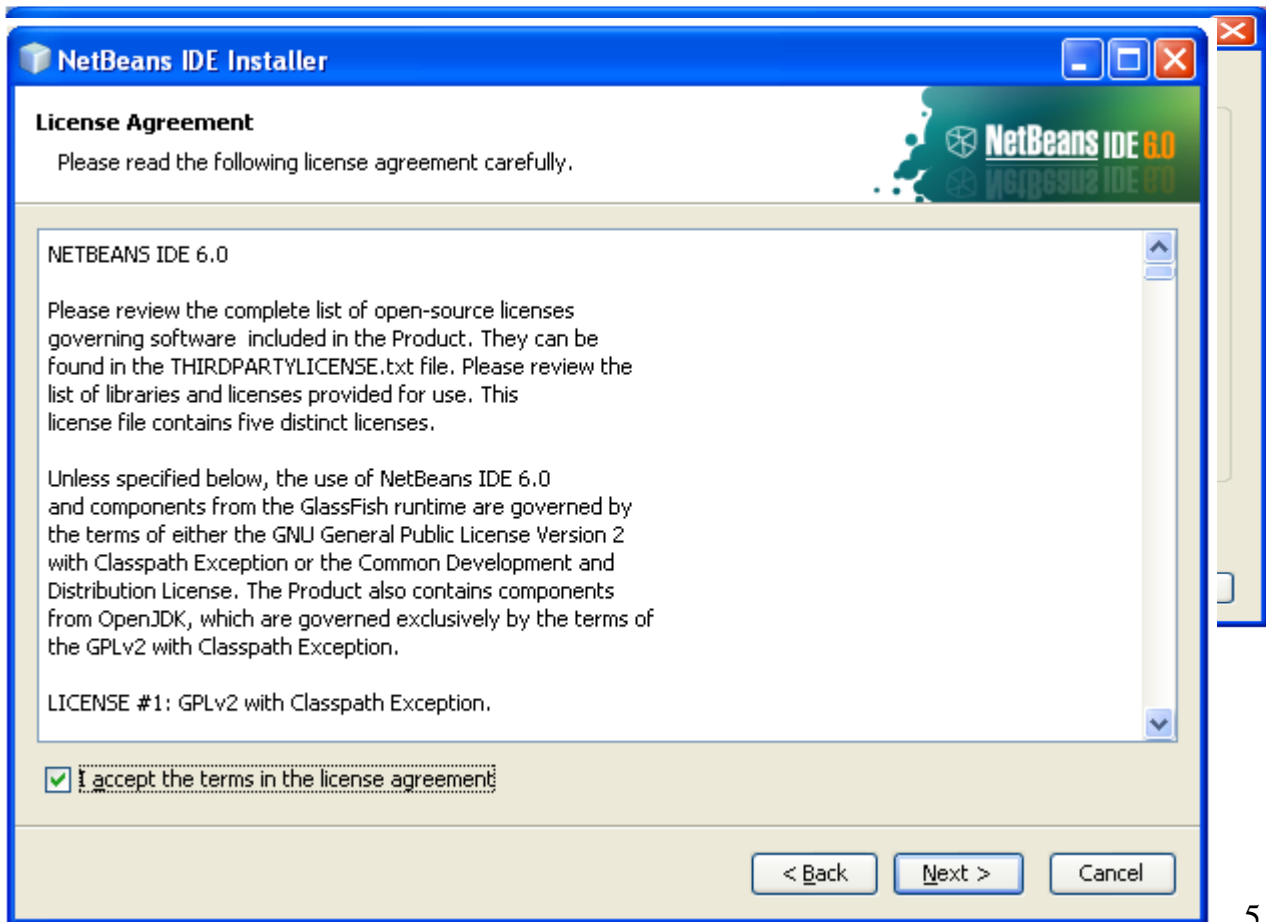 NetBeans IDE Installer
License Agreement
Please read the following license agreement carefully.
NetBeans IDE 6.0
NETBEANS IDE 6.0
Please review the complete list of open-source licenses
governing software  included in the Product. They can be
found in the THIRDPARTYLICENSE.txt file. Please review the
list of libraries and licenses provided for use. This
license file contains five distinct licenses.
Unless specified below, the use of NetBeans IDE 6.0
and components from the GlassFish runtime are governed by
the terms of either the GNU General Public License Version 2
with Classpath Exception or the Common Development and
Distribution License. The Product also contains components
from OpenJDK, which are governed exclusively by the terms of
the GPLv2 with Classpath Exception.
LICENSE #1: GPLv2 with Classpath Exception.
I accept the terms in the license agreement
< Back
Next >
Cancel
5